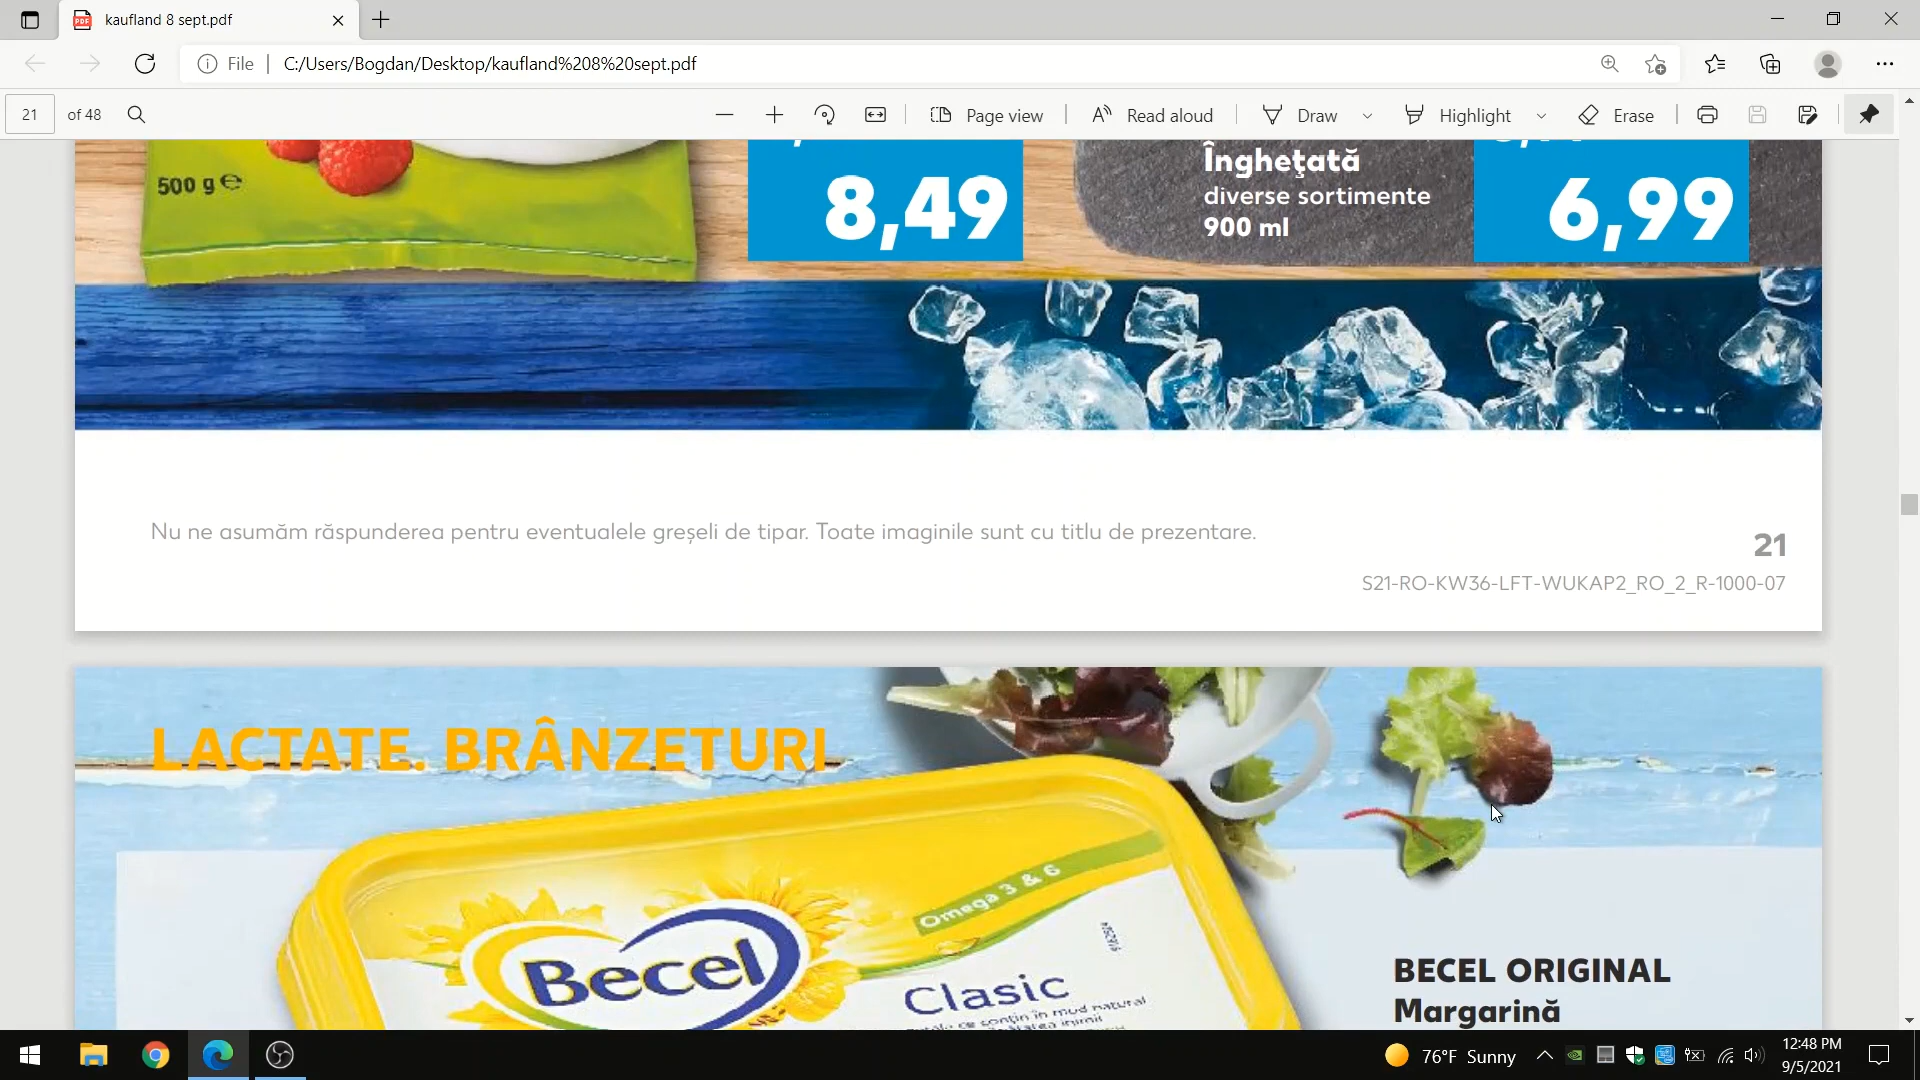 kaufland 8 sept.pdf
File
C:/Users/Bogdan/Desktop/kaufland%208%20sept.pdf
21 of 48
Page view
Read aloud
Draw
Highlight
Erase
500 g e
8,49
Îngheţată
diverse sortimente
900 ml
6,99
Nu ne asumăm răspunderea pentru eventualele greșeli de tipar. Toate imaginile sunt cu titlu de prezentare.
21
S21-RO-KW36-LFT-WUKAP2_RO_2_R-1000-07
LACTATE. BRÂNZETURI
Omega 3 & 6
Becel
Clasic
BECEL ORIGINAL
Margarină
76°F Sunny
12:48 PM
9/5/2021